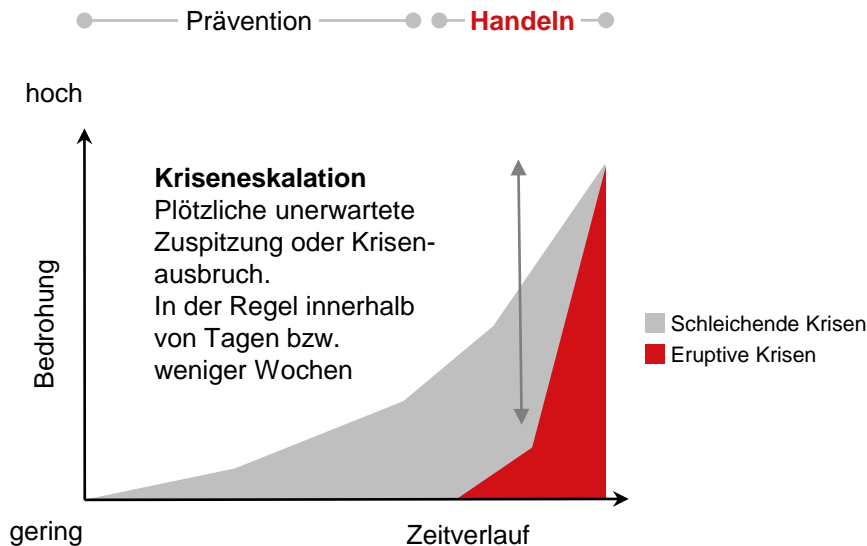 Prävention
Handeln
hoch
Kriseneskalation
Plötzliche unerwartete
Zuspitzung oder Krisen-
ausbruch.
In der Regel innerhalb
von Tagen bzw.
weniger Wochen
Bedrohung
Schleichende Krisen
Eruptive Krisen
gering
Zeitverlauf